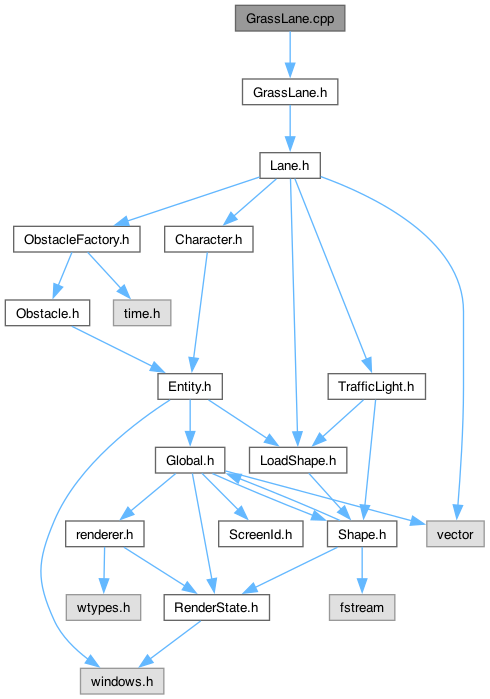 GrassLane.cpp
GrassLane.h
Lane.h
ObstacleFactory.h
Character.h
Obstacle.h
time.h
Entity.h
TrafficLight.h
Global.h
LoadShape.h
renderer.h
ScreenId.h
Shape.h
vector
wtypes.h
RenderState.h
fstream
windows.h